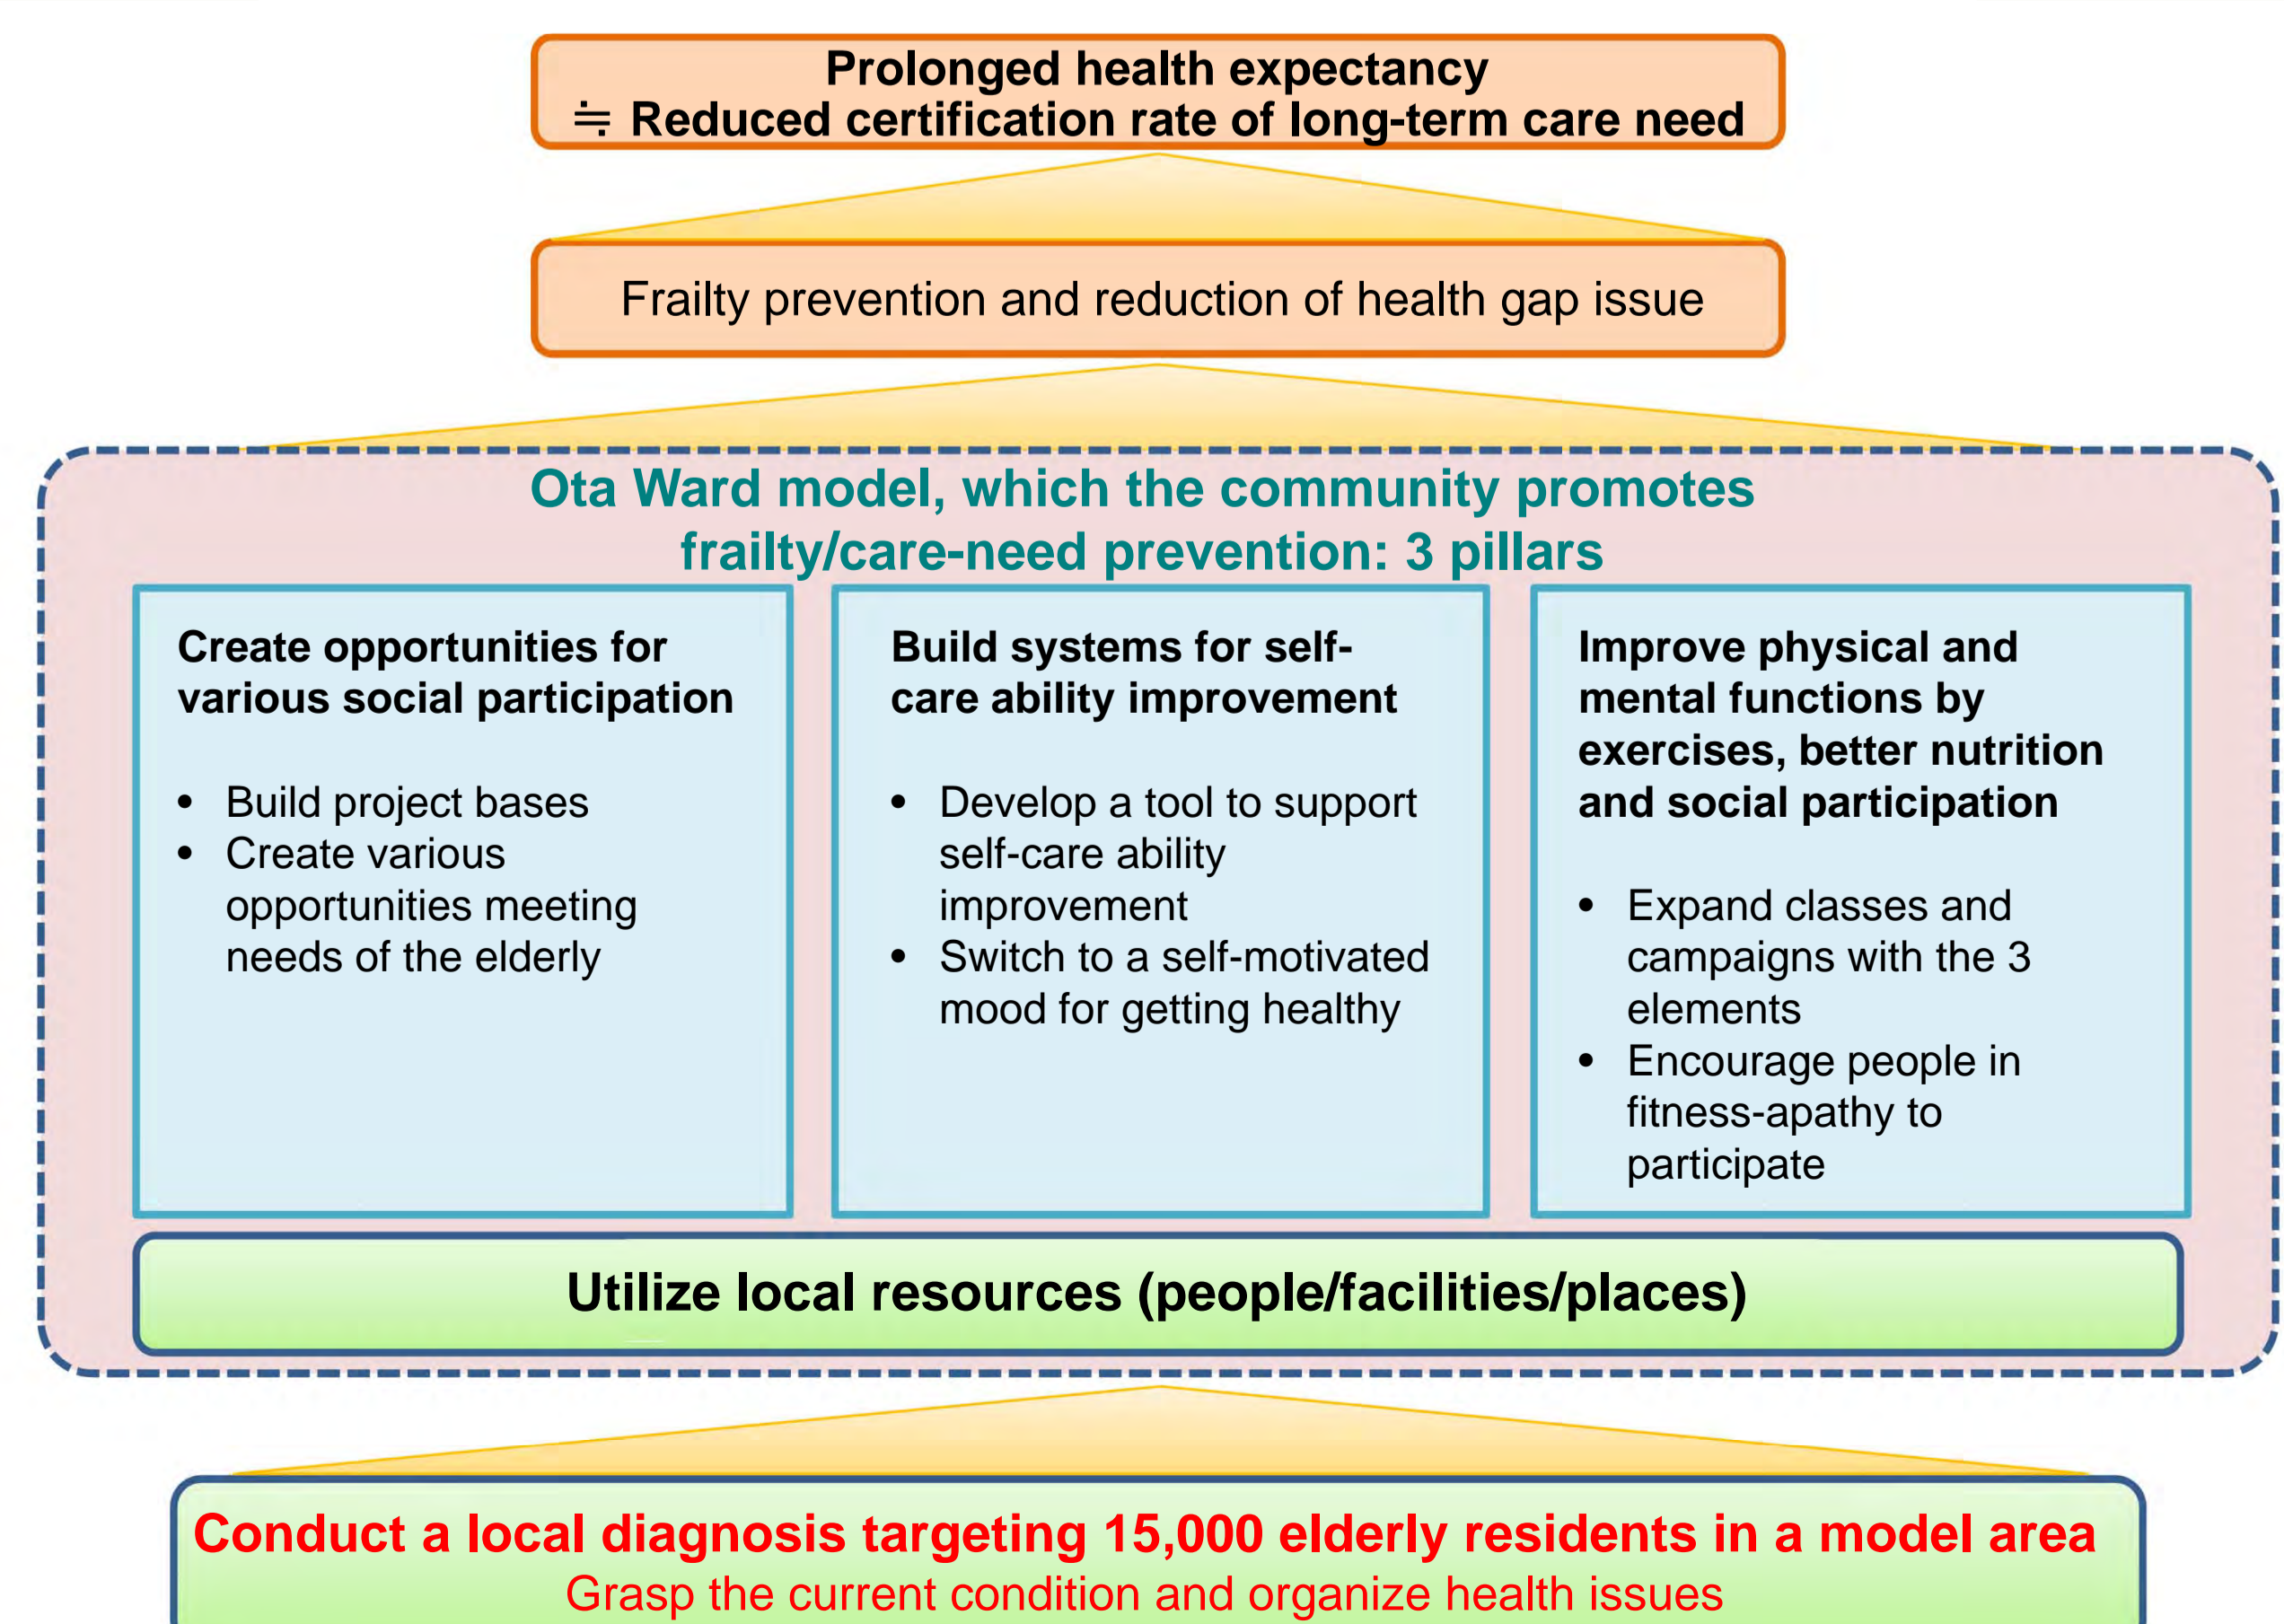 Prolonged health expectancy
≒ Reduced certification rate of long-term care need
Frailty prevention and reduction of health gap issue
Ota Ward model, which the community promotes
frailty/care-need prevention: 3 pillars
Create opportunities for
various social participation
• Build project bases
• Create various
opportunities meeting
needs of the elderly
Build systems for self-
care ability improvement
• Develop a tool to support
self-care ability
improvement
• Switch to a self-motivated
mood for getting healthy
Improve physical and
mental functions by
exercises, better nutrition
and social participation
• Expand classes and
campaigns with the 3
elements
• Encourage people in
fitness-apathy to
participate
Utilize local resources (people/facilities/places)
Conduct a local diagnosis targeting 15,000 elderly residents in a model area
Grasp the current condition and organize health issues